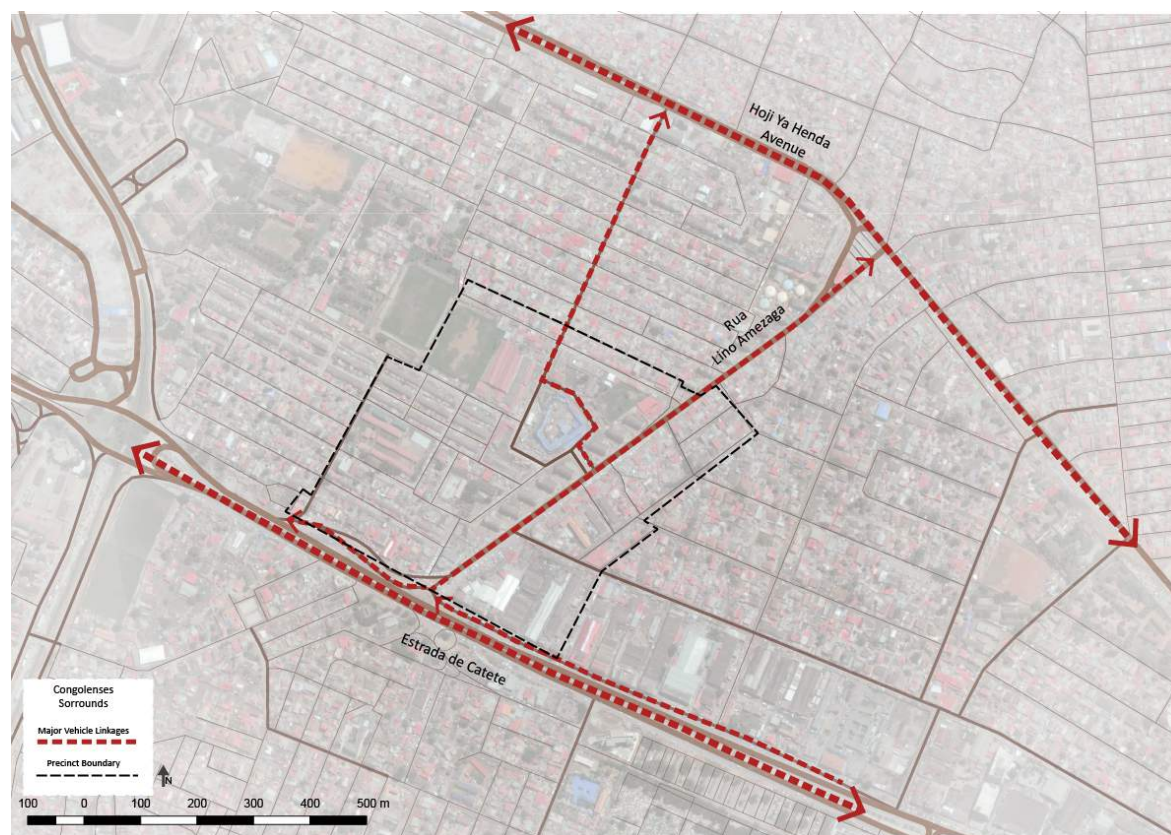 Hoji Ya Henda
Avenue
Rua
Lino Amezaga
Estrada de Catete
Congolenses
Sorrounds
Major Vehicle Linkages
Precinct Boundary
N
100 0 100 200 300 400 500 m